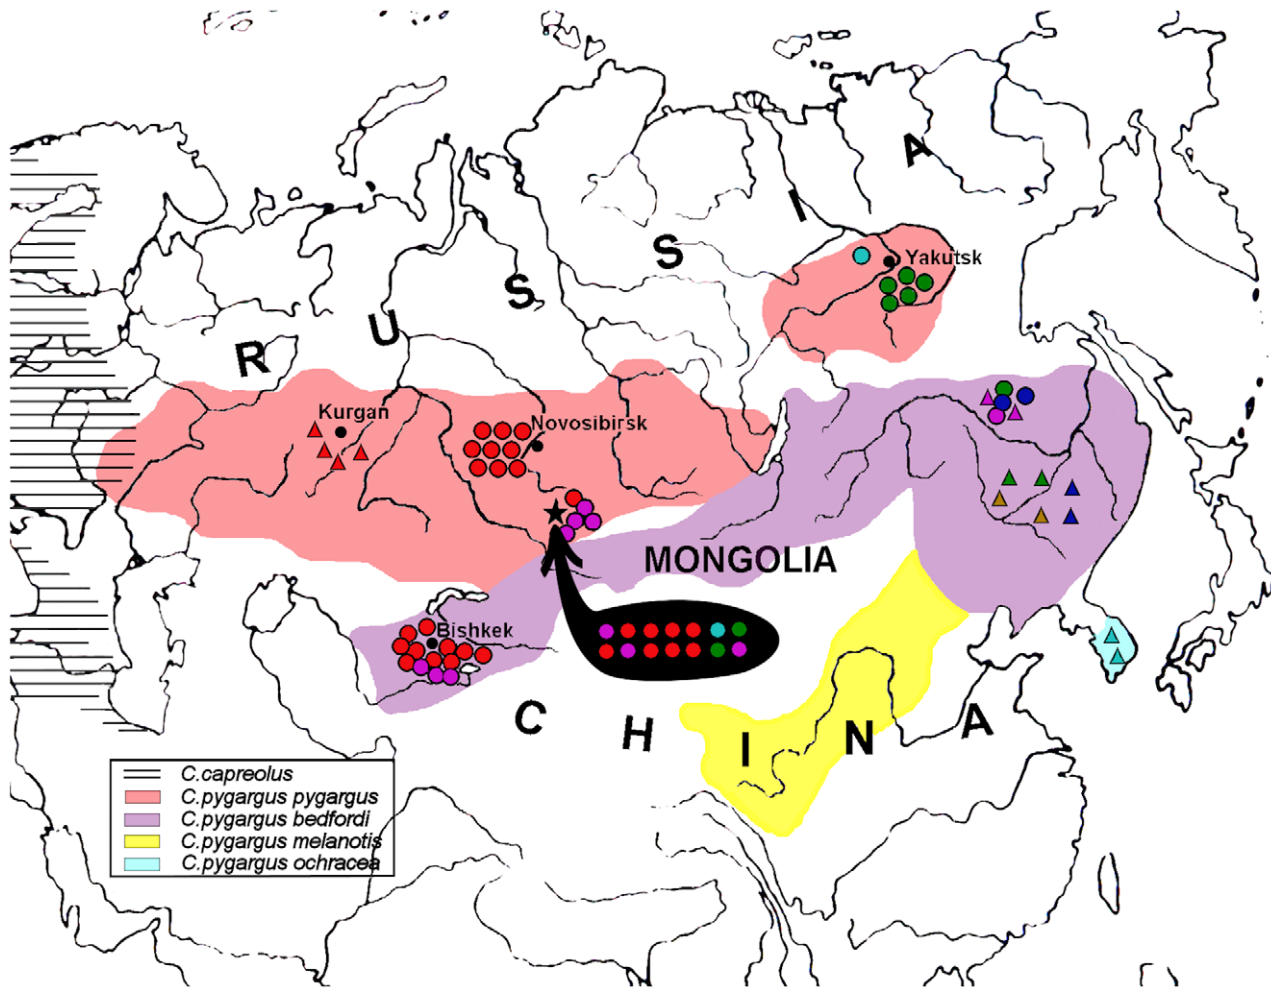 R U S S I A
Yakutsk
Kurgan
Novosibirsk
MONGOLIA
Bishkek
C H I N A
C.capreolus
C.pygargus pygargus
C.pygargus bedfordi
C.pygargus melanotis
C.pygargus ochracea